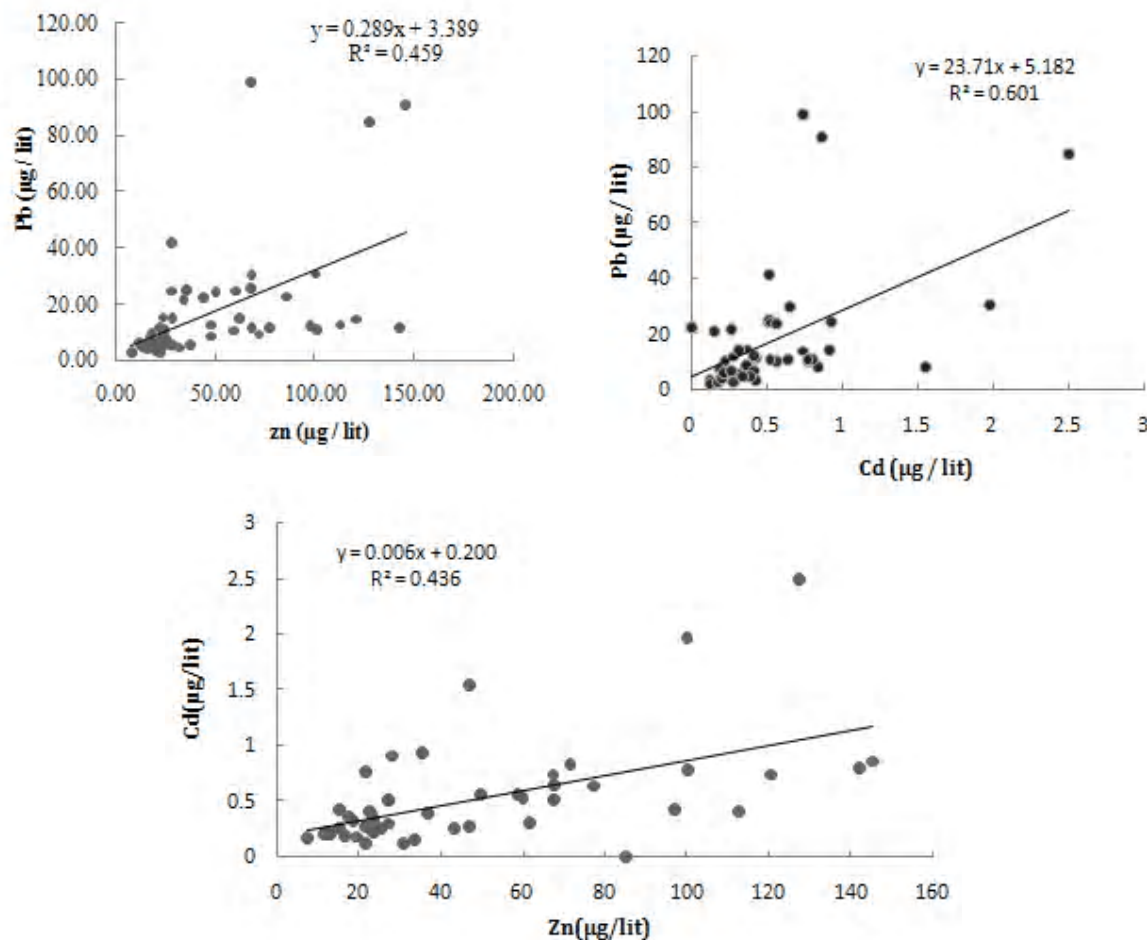 y = 0.289x + 3.389
R² = 0.459
120.00
100.00
80.00
60.00
40.00
20.00
0.00
Pb (µg / lit)
0.00 50.00 100.00 150.00 200.00
zn (µg / lit)
y = 23.71x + 5.182
R² = 0.601
120
100
80
60
40
20
0
Pb (µg / lit)
0 0.5 1 1.5 2 2.5 3
Cd (µg / lit)
y = 0.006x + 0.200
R² = 0.436
3
2.5
2
1.5
1
0.5
0
Cd(µg/lit)
0 20 40 60 80 100 120 140 160
Zn(µg/lit)